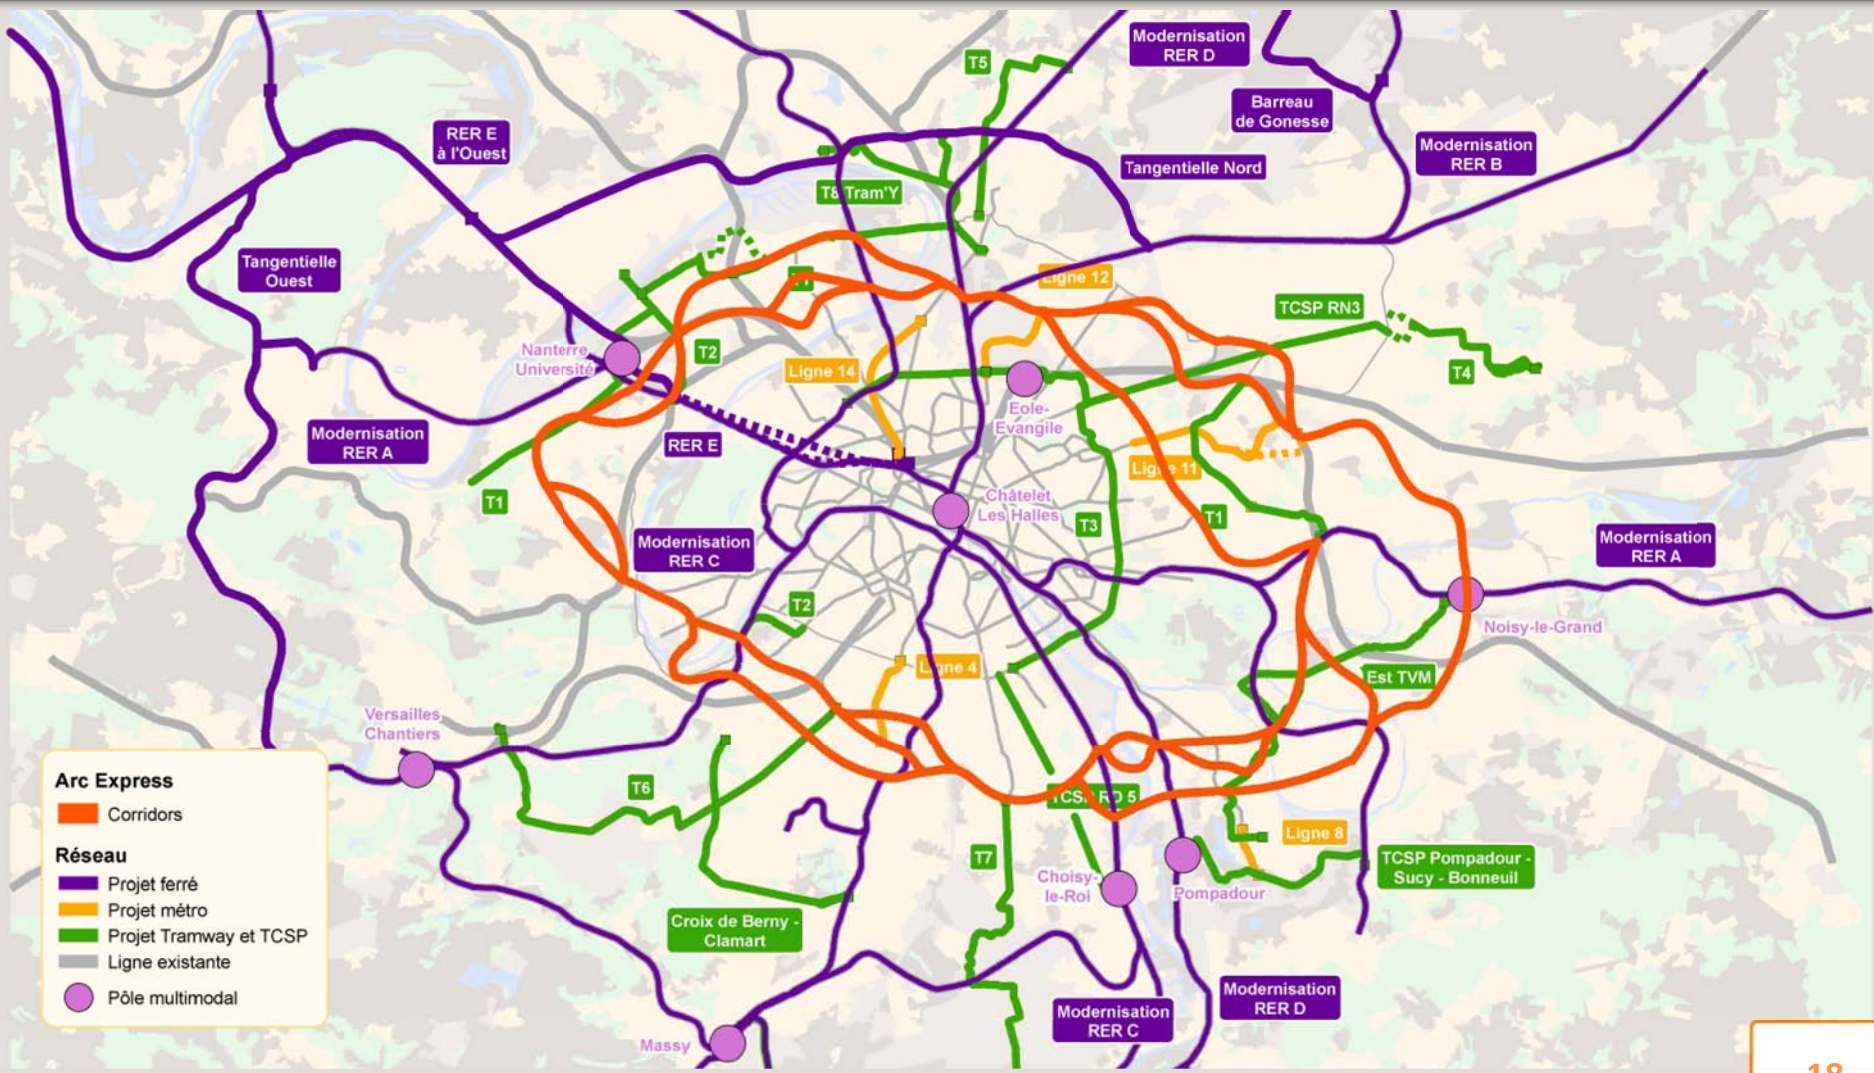 Modernisation
RER D
T5
Barreau
de Gonesse
RER E
à l'Ouest
Modernisation
RER B
Tangentielle Nord
T8 Tram'Y
Tangentielle
Ouest
Ligne 12
TCSP RN3
Nanterre
Université
T2
Ligne 14
T4
Eole-
Evangile
Modernisation
RER A
RER E
Ligne 11
T1
Châtelet
Les Halles
T3
T1
Modernisation
RER C
Modernisation
RER A
T2
Noisy-le-Grand
Ligne 4
Est TVM
Versailles
Chantiers
Arc Express
Corridors
T6
TCSP RD 5
Réseau
Projet ferré
Projet métro
Projet Tramway et TCSP
Ligne existante
Pôle multimodal
Ligne 8
T7
TCSP Pompadour -
Sucy - Bonneuil
Choisy-
le-Roi
Pompadour
Croix de Berny -
Clamart
Modernisation
RER D
Modernisation
RER C
Massy
18